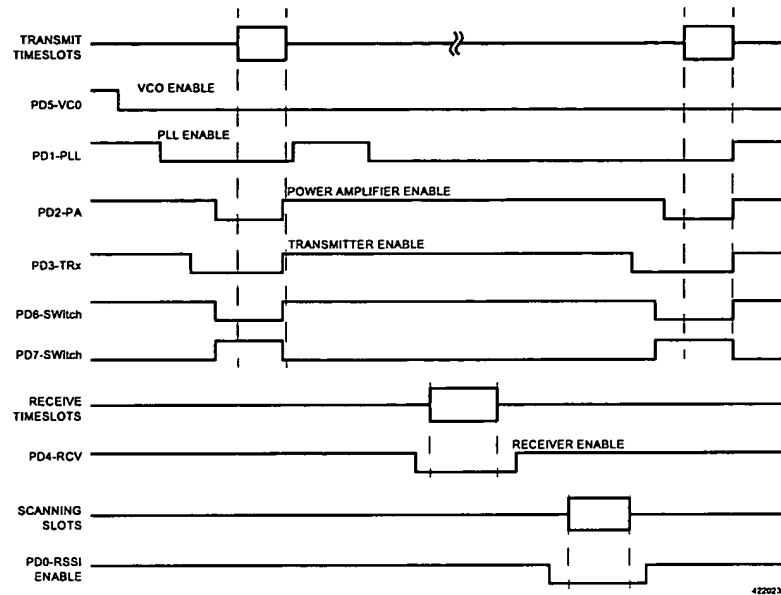 TRANSMIT
TIMESLOTS
VCO ENABLE
PD5-VC0
PLL ENABLE
PD1-PLL
POWER AMPLIFIER ENABLE
PD2-PA
TRANSMITTER ENABLE
PD3-TRx
PD6-SWitch
PD7-SWitch
RECEIVE
TIMESLOTS
RECEIVER ENABLE
PD4-RCV
SCANNING
SLOTS
PD0-RSSI
ENABLE
422023